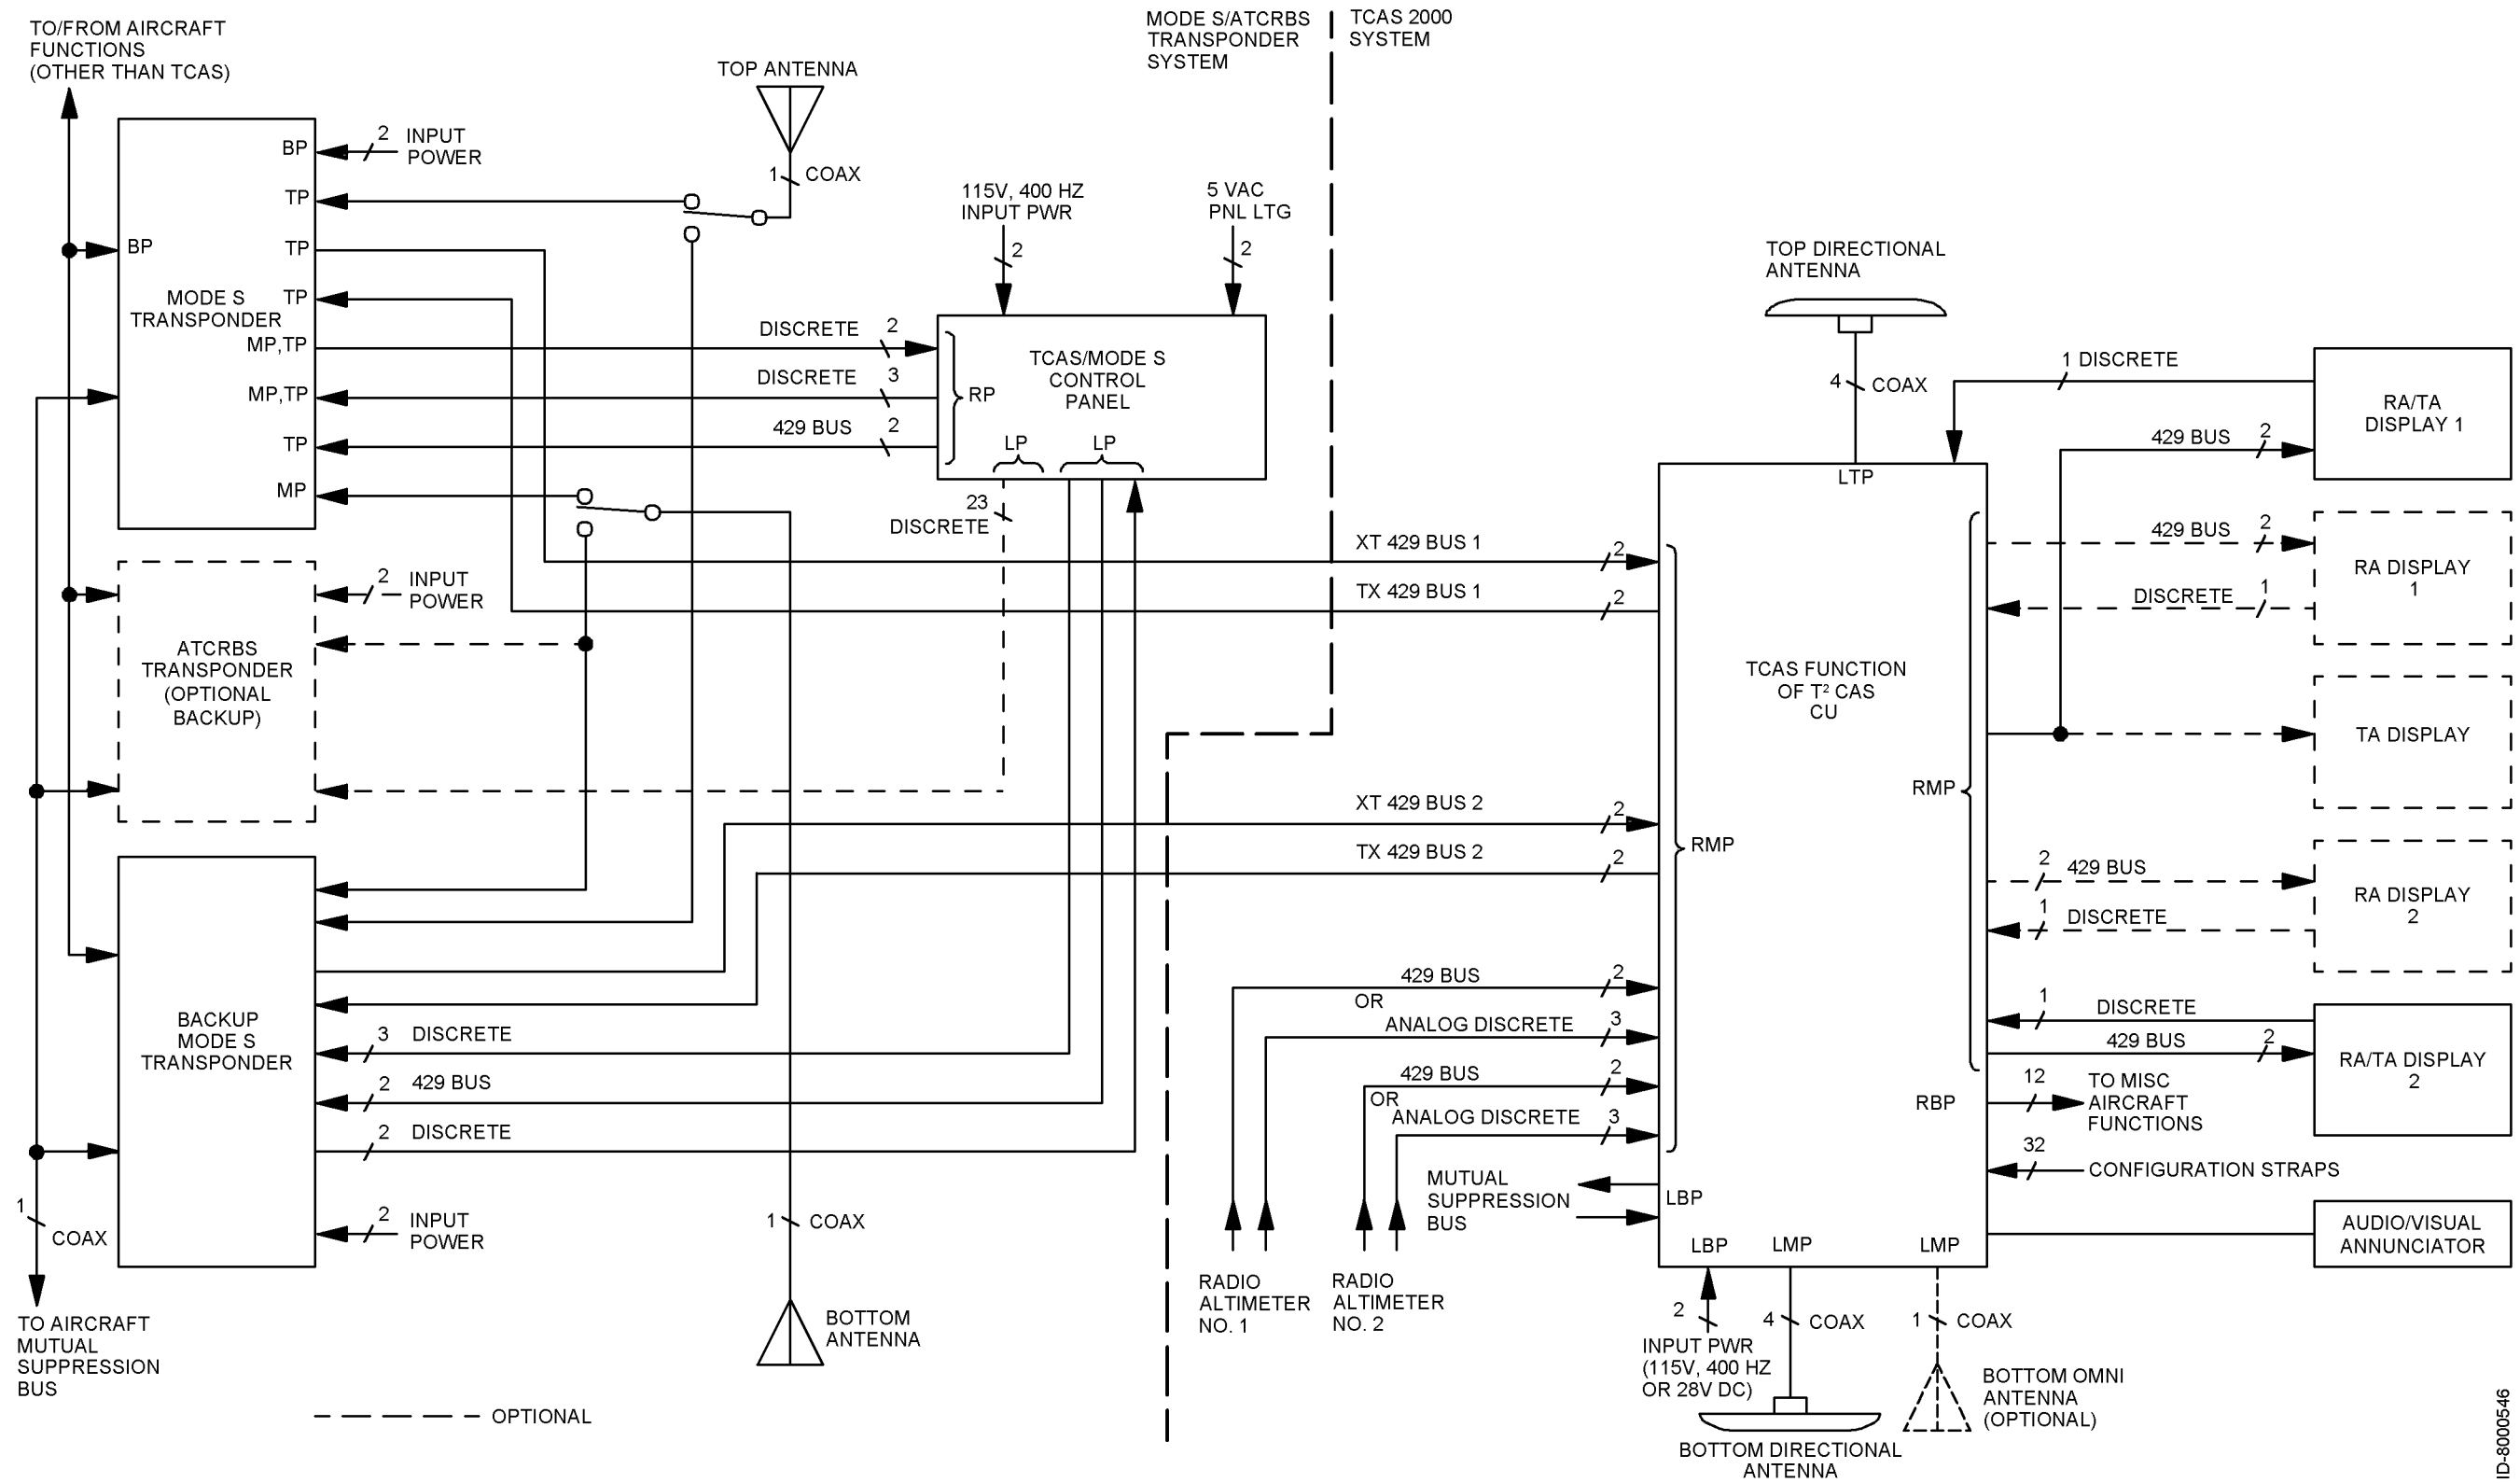 TO/FROM AIRCRAFT
FUNCTIONS
(OTHER THAN TCAS)
MODE S/ATCRBS
TRANSPONDER
SYSTEM
TCAS 2000
SYSTEM
TOP ANTENNA
1
COAX
BP
2
INPUT
POWER
TP
BP
TP
MODE S
TRANSPONDER
TP
MP,TP
MP,TP
TP
MP
115V, 400 HZ
INPUT PWR
2
5 VAC
PNL LTG
2
DISCRETE
2
DISCRETE
3
429 BUS
2
RP
TCAS/MODE S
CONTROL
PANEL
LP
LP
23
DISCRETE
TOP DIRECTIONAL
ANTENNA
4
COAX
LTP
1 DISCRETE
RA/TA
DISPLAY 1
429 BUS
2
429 BUS
2
RA DISPLAY
1
DISCRETE
1
XT 429 BUS 1
2
TX 429 BUS 1
2
2
INPUT
POWER
ATCRBS
TRANSPONDER
(OPTIONAL
BACKUP)
TCAS FUNCTION
OF T² CAS
CU
TA DISPLAY
RMP
XT 429 BUS 2
2
TX 429 BUS 2
2
RMP
2
429 BUS
1
DISCRETE
RA DISPLAY
2
BACKUP
MODE S
TRANSPONDER
3
DISCRETE
2
429 BUS
2
DISCRETE
2
INPUT
POWER
429 BUS
2
OR
ANALOG DISCRETE
3
429 BUS
2
OR
ANALOG DISCRETE
3
1
DISCRETE
429 BUS
2
RA/TA DISPLAY
2
RBP
12
TO MISC
AIRCRAFT
FUNCTIONS
32
CONFIGURATION STRAPS
MUTUAL
SUPPRESSION
BUS
LBP
LBP
LMP
LMP
AUDIO/VISUAL
ANNUNCIATOR
1
COAX
1
COAX
RADIO
ALTIMETER
NO. 1
RADIO
ALTIMETER
NO. 2
2
INPUT PWR
(115V, 400 HZ
OR 28V DC)
4
COAX
1
COAX
BOTTOM OMNI
ANTENNA
(OPTIONAL)
TO AIRCRAFT
MUTUAL
SUPPRESSION
BUS
BOTTOM
ANTENNA
OPTIONAL
BOTTOM DIRECTIONAL
ANTENNA
ID-8000546